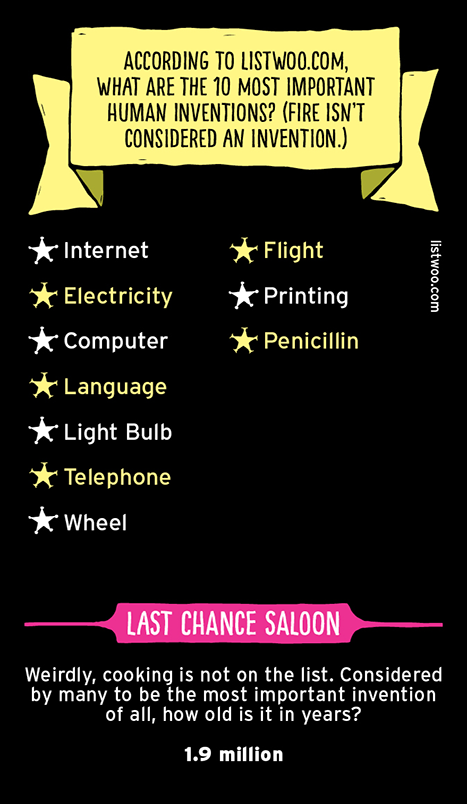 ACCORDING TO LISTWOO.COM,
WHAT ARE THE 10 MOST IMPORTANT
HUMAN INVENTIONS? (FIRE ISN'T
CONSIDERED AN INVENTION.)
Internet
Electricity
Computer
Language
Light Bulb
Telephone
Wheel
Flight
Printing
Penicillin
listwoo.com
LAST CHANCE SALOON
Weirdly, cooking is not on the list. Considered
by many to be the most important invention
of all, how old is it in years?
1.9 million